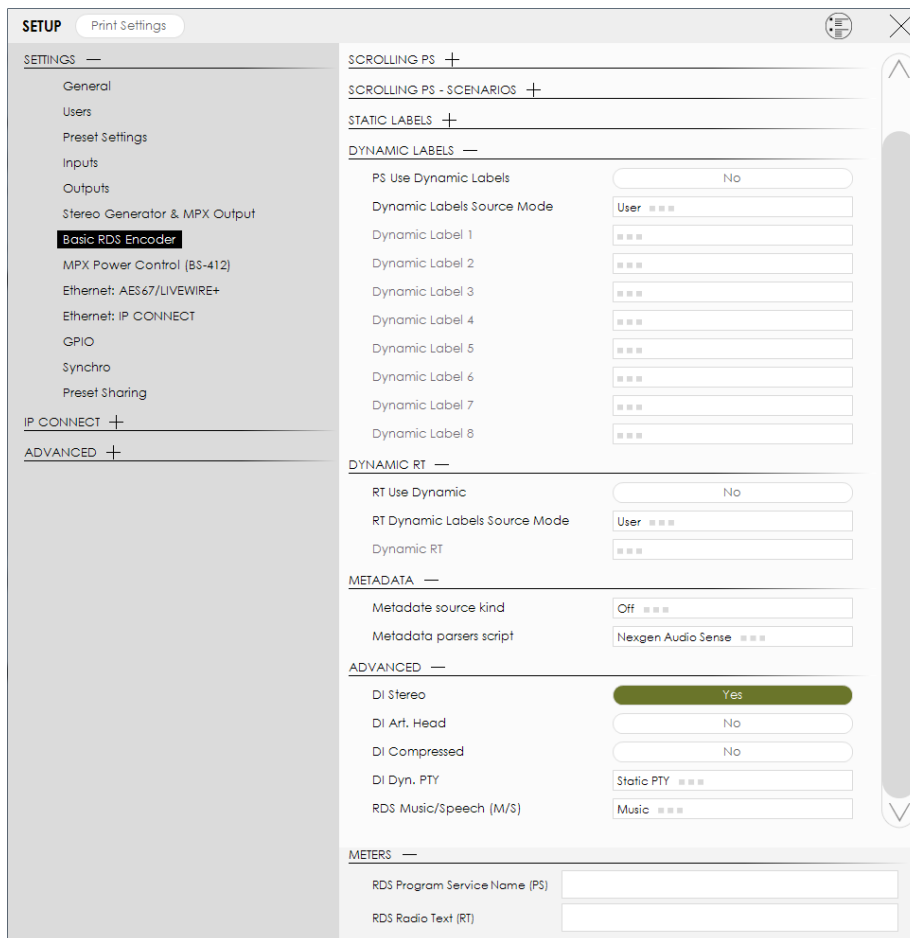 SETUP Print Settings
SETTINGS
General
Users
Preset Settings
Inputs
Outputs
Stereo Generator & MPX Output
Basic RDS Encoder
MPX Power Control (BS-412)
Ethernet: AES67/LIVEWIRE+
Ethernet: IP CONNECT
GPIO
Synchro
Preset Sharing
IP CONNECT
ADVANCED
SCROLLING PS
SCROLLING PS - SCENARIOS
STATIC LABELS
DYNAMIC LABELS
PS Use Dynamic Labels No
Dynamic Labels Source Mode User
Dynamic Label 1
Dynamic Label 2
Dynamic Label 3
Dynamic Label 4
Dynamic Label 5
Dynamic Label 6
Dynamic Label 7
Dynamic Label 8
DYNAMIC RT
RT Use Dynamic No
RT Dynamic Labels Source Mode User
Dynamic RT
METADATA
Metadate source kind Off
Metadata parsers script Nexgen Audio Sense
ADVANCED
DI Stereo Yes
DI Art. Head No
DI Compressed No
DI Dyn. PTY Static PTY
RDS Music/Speech (M/S) Music
METERS
RDS Program Service Name (PS)
RDS Radio Text (RT)